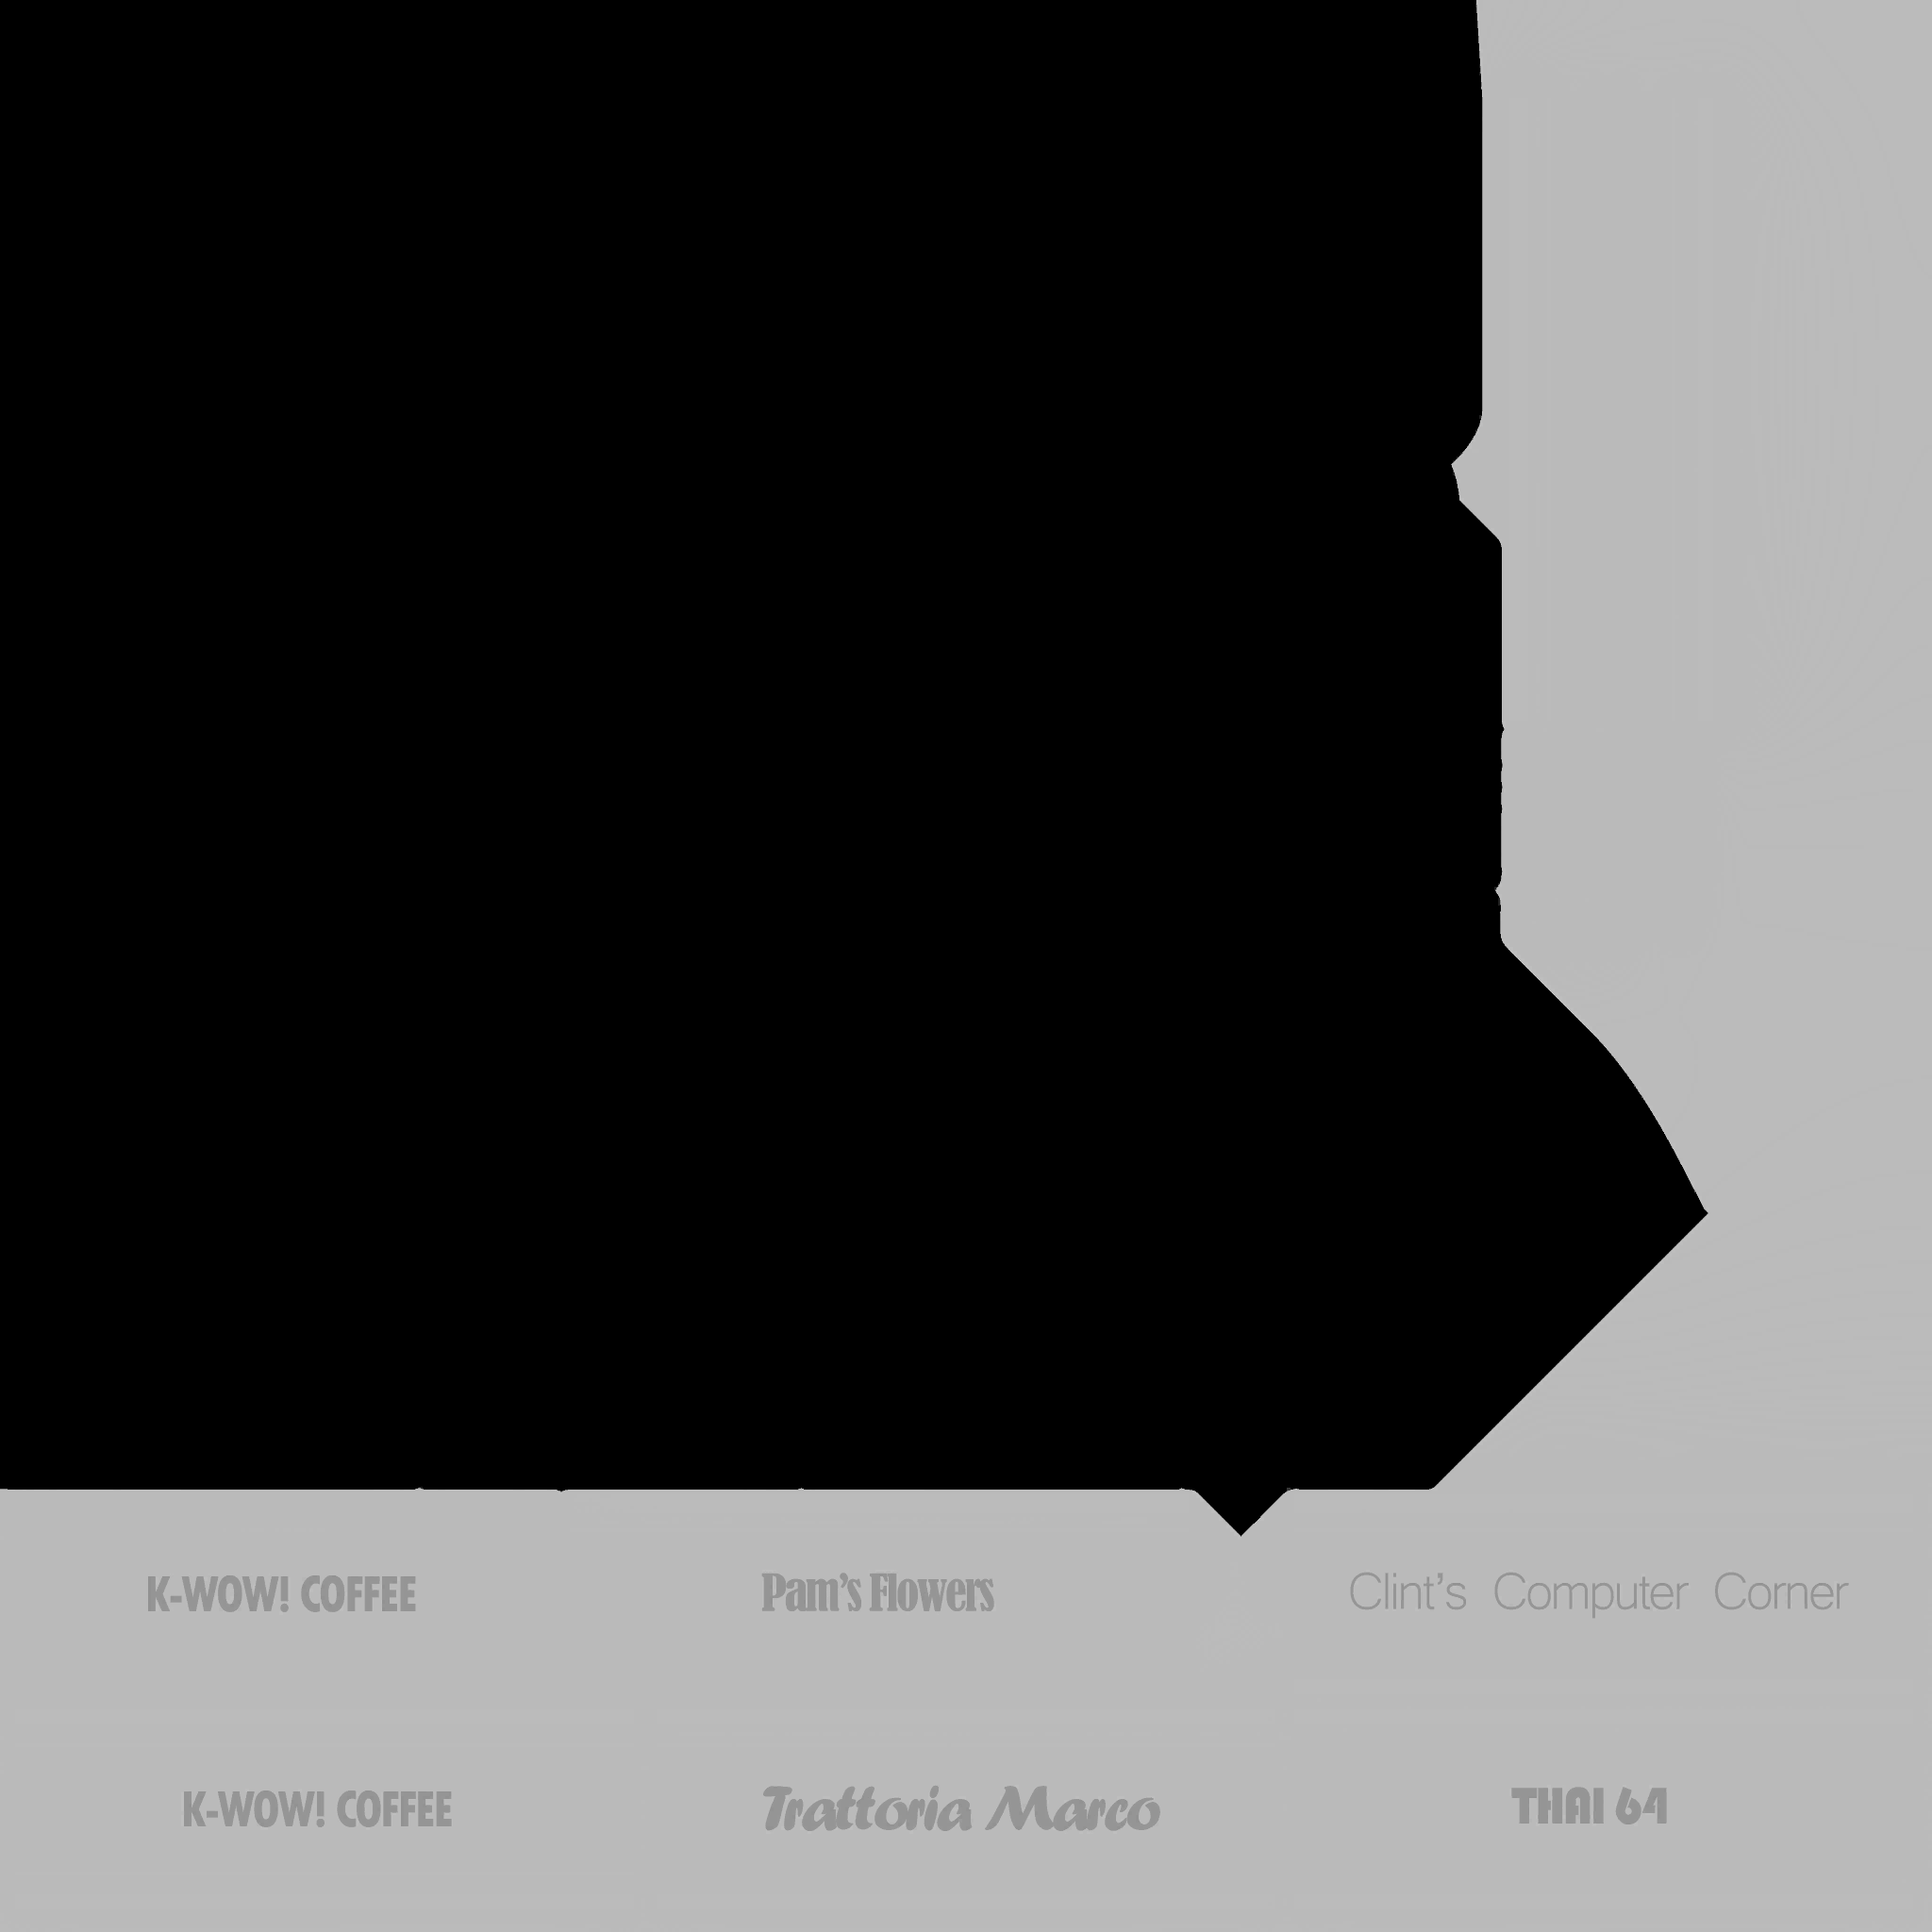 K-WOW! COFFEE Pam's Flowers Clint's Computer Corner
K-WOW! COFFEE Trattoria Marco THAI 64